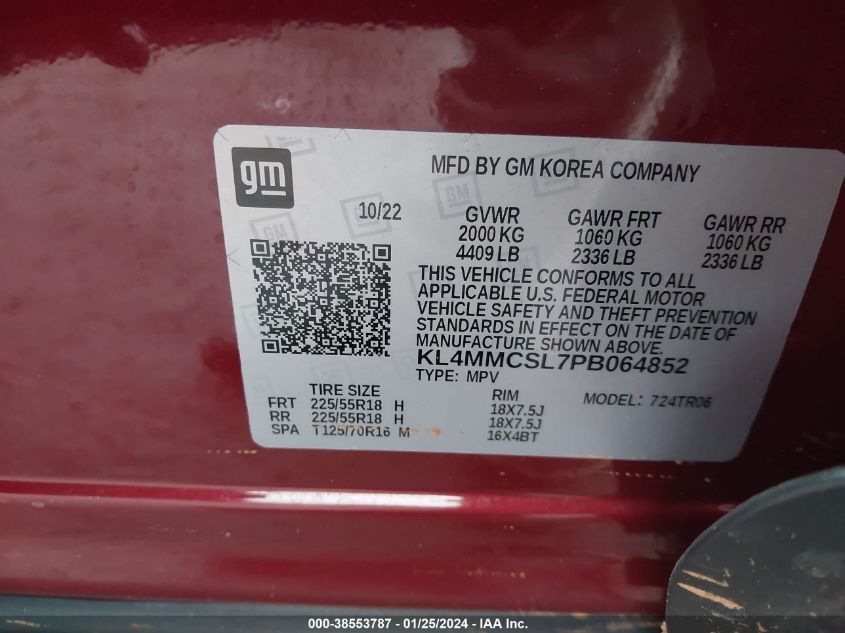 gm
MFD BY GM KOREA COMPANY
10/22 GVWR GAWR FRT GAWR RR
2000 KG 1060 KG 1060 KG
4409 LB 2336 LB 2336 LB
THIS VEHICLE CONFORMS TO ALL
APPLICABLE U.S. FEDERAL MOTOR
VEHICLE SAFETY AND THEFT PREVENTION
STANDARDS IN EFFECT ON THE DATE OF
MANUFACTURE SHOWN ABOVE.
KL4MMCSL7PB064852
TYPE: MPV
TIRE SIZE RIM MODEL: 724TR06
FRT 225/55R18 H 18X7.5J
RR 225/55R18 H 18X7.5J
SPA T125/70R16 M 16X4BT
000-38553787 - 01/25/2024 - IAA Inc.